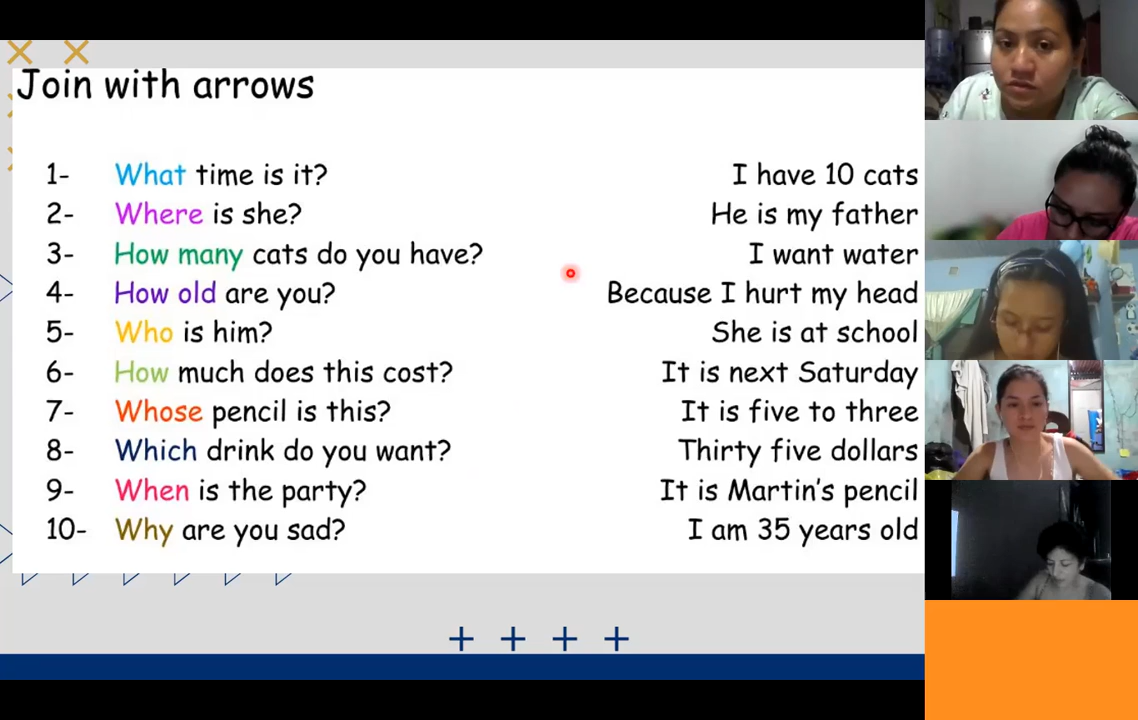 Join with arrows
1- What time is it? I have 10 cats
2- Where is she? He is my father
3- How many cats do you have? I want water
4- How old are you? Because I hurt my head
5- Who is him? She is at school
6- How much does this cost? It is next Saturday
7- Whose pencil is this? It is five to three
8- Which drink do you want? Thirty five dollars
9- When is the party? It is Martin's pencil
10- Why are you sad? I am 35 years old